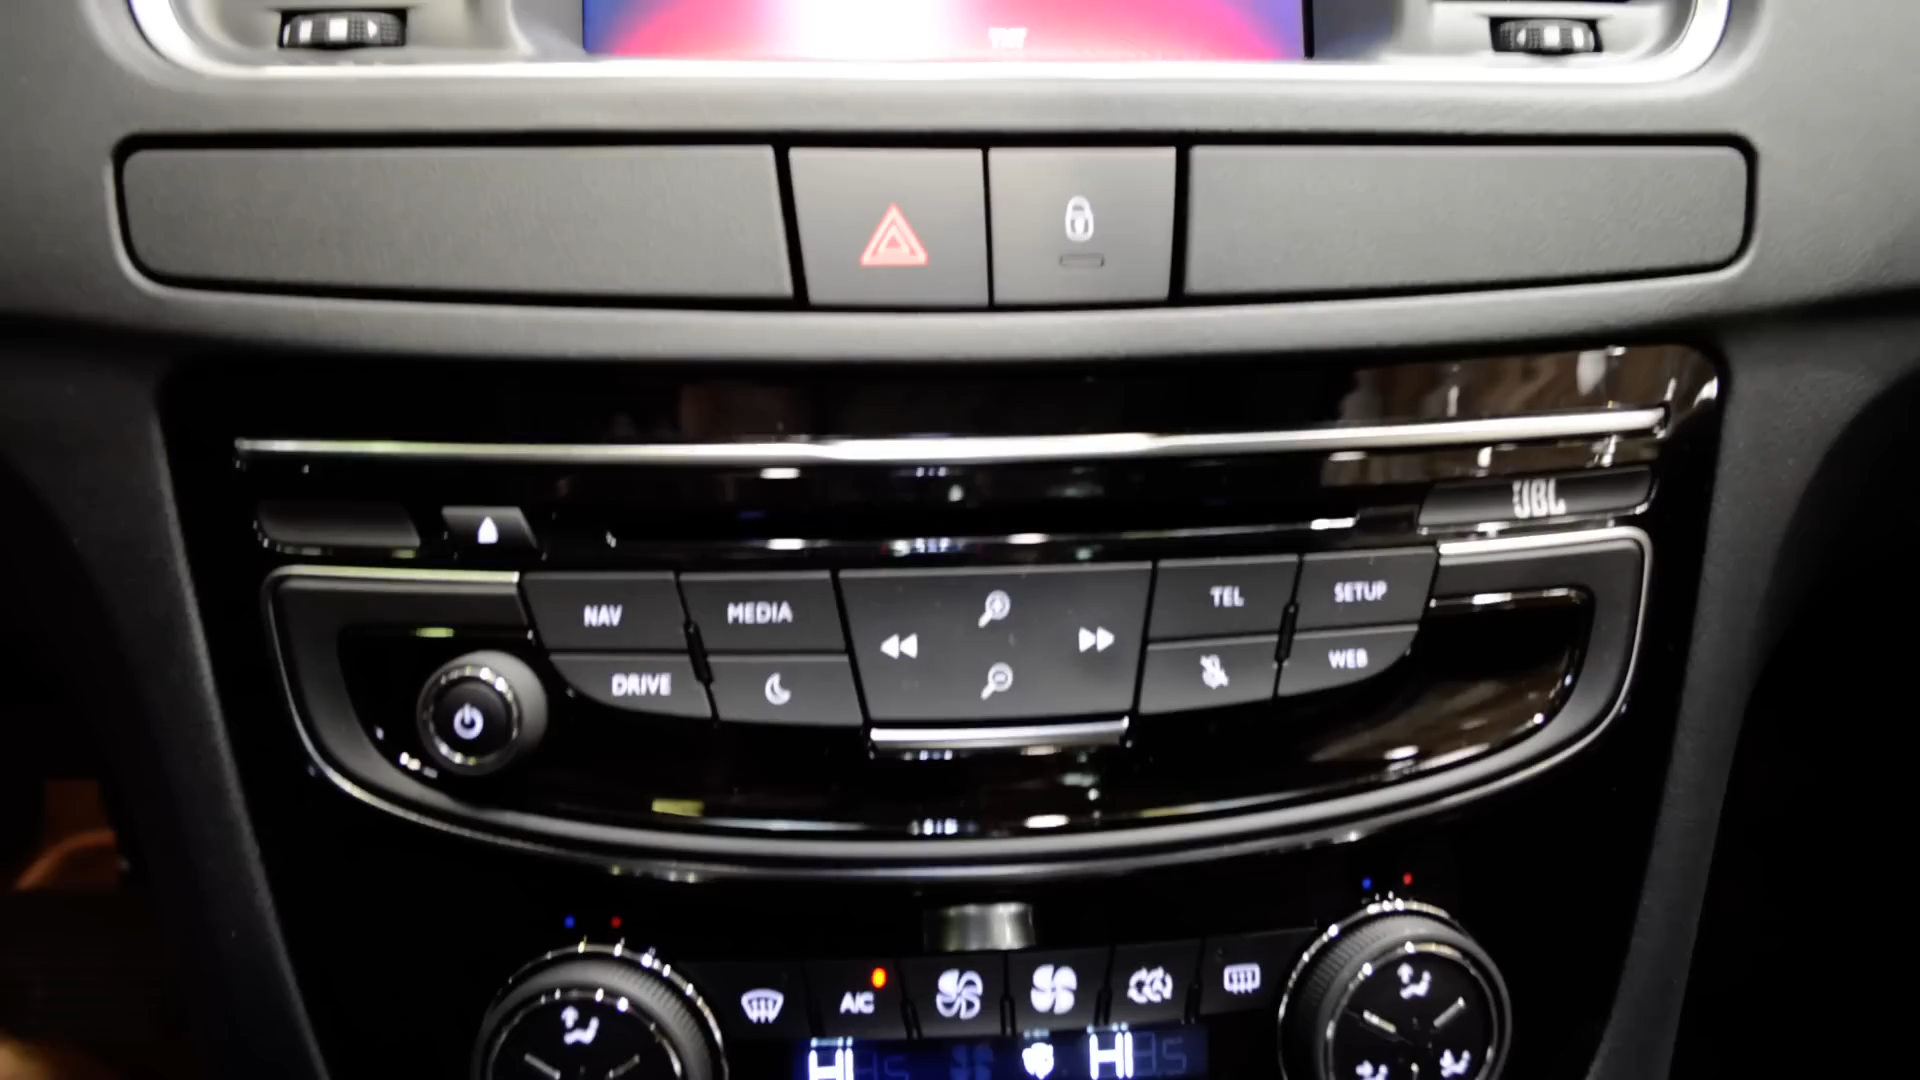 JBL
NAV
MEDIA
TEL
SETUP
DRIVE
WEB
A/C
HI
HI